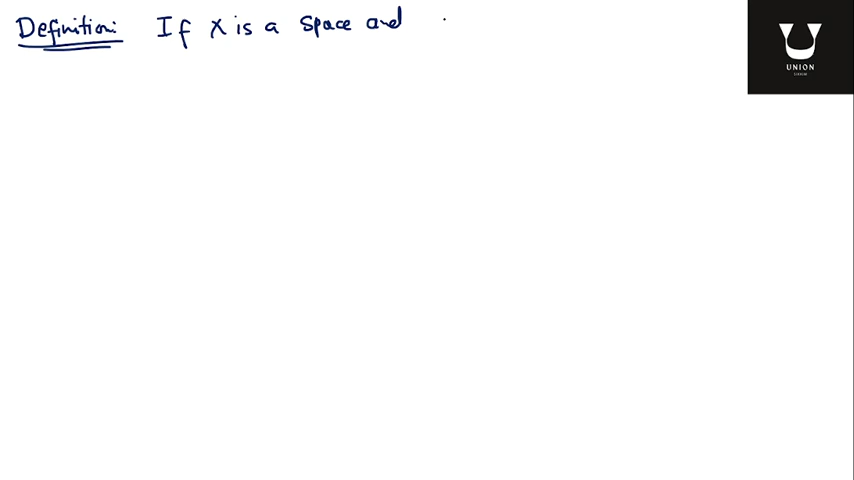 Definition: If X is a space and
UNION